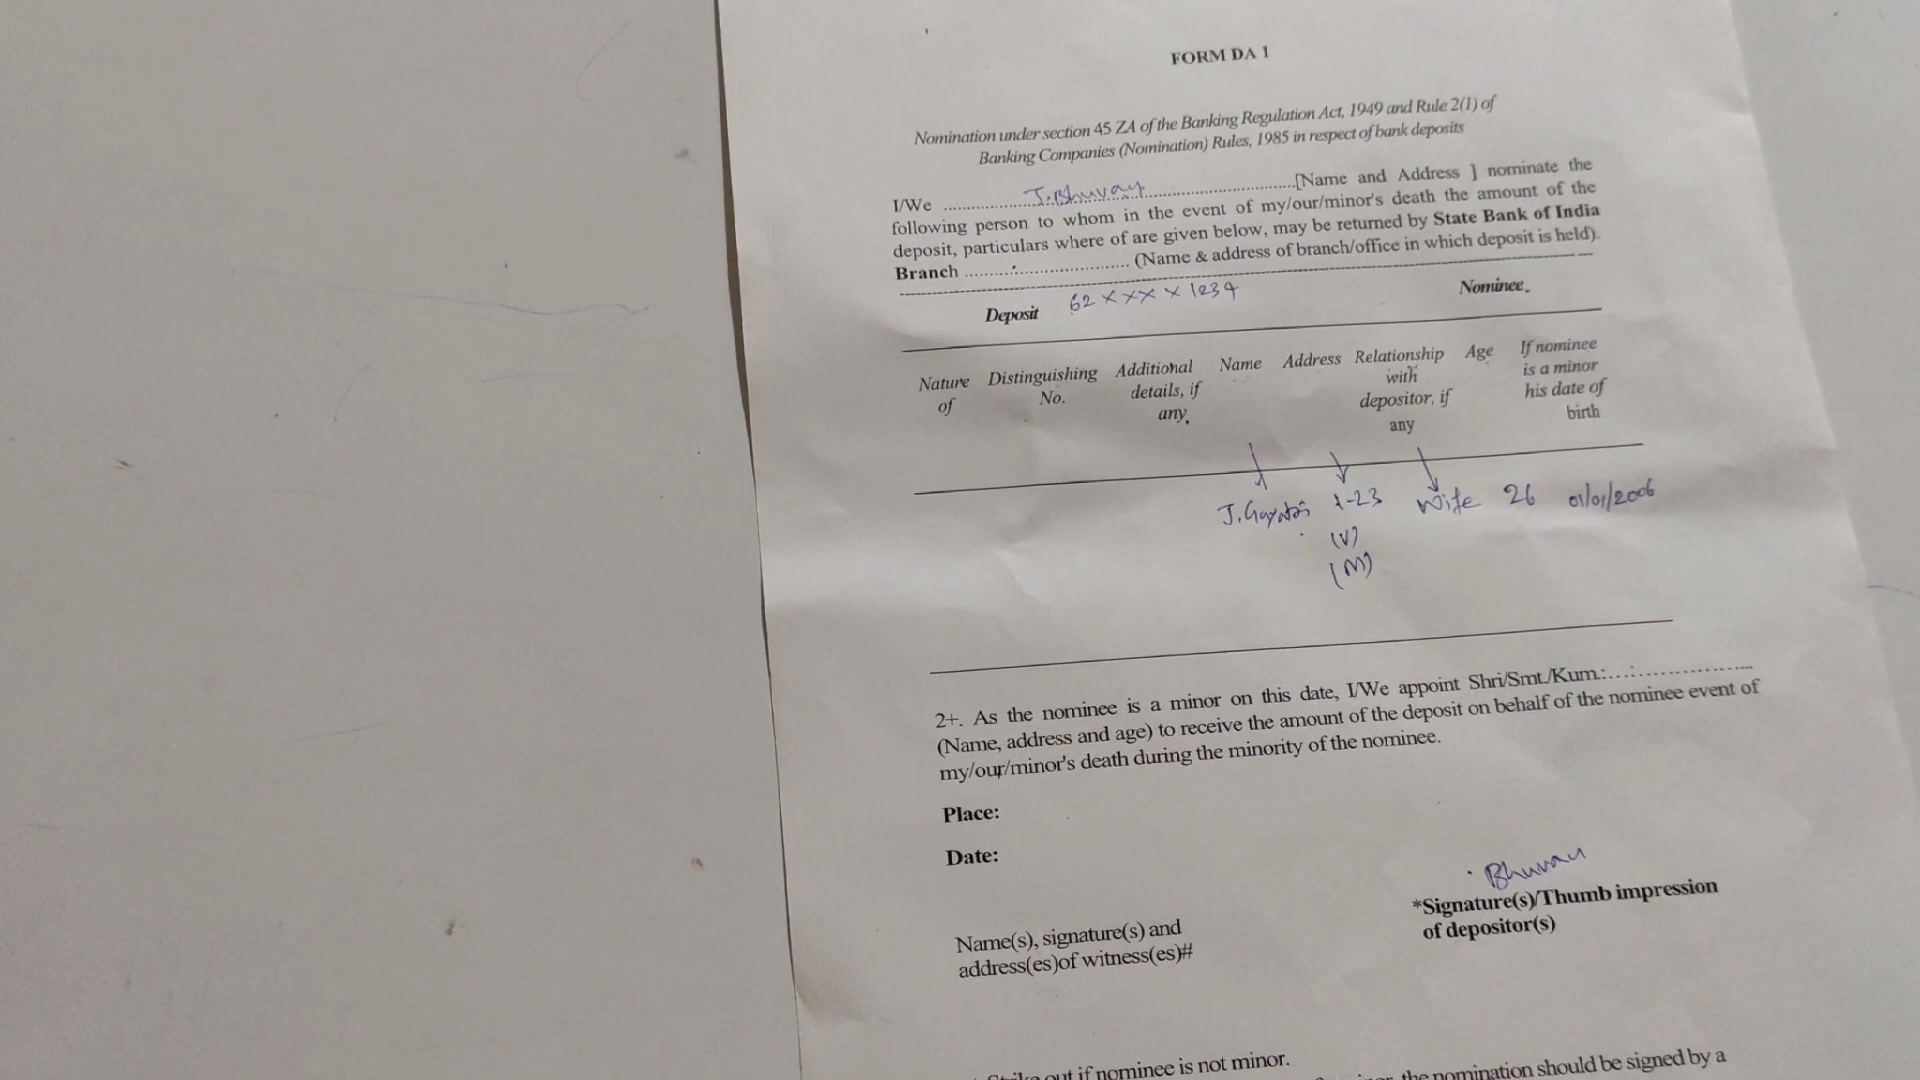 FORM DA 1
Nomination under section 45 ZA of the Banking Regulation Act, 1949 and Rule 2(1) of
Banking Companies (Nomination) Rules, 1985 in respect of bank deposits
I/We ........................J.Bhuvan........................[Name and Address ] nominate the
following person to whom in the event of my/our/minor's death the amount of the
deposit, particulars where of are given below, may be returned by State Bank of India
Branch ................................. (Name & address of branch/office in which deposit is held).
Deposit 62xxxx1234 Nominee.
Nature of Distinguishing No. Additional details, if any. Name Address Relationship with depositor, if any Age If nominee is a minor his date of birth
J.Gayatri 1-23 Wife 26 01/01/2006
(V)
(M)
2+. As the nominee is a minor on this date, I/We appoint Shri/Smt./Kum.:.....................
(Name, address and age) to receive the amount of the deposit on behalf of the nominee event of
my/our/minor's death during the minority of the nominee.
Place:
Date:
Bhuvan
*Signature(s)/Thumb impression
of depositor(s)
Name(s), signature(s) and
address(es)of witness(es)#
out if nominee is not minor.
the nomination should be signed by a